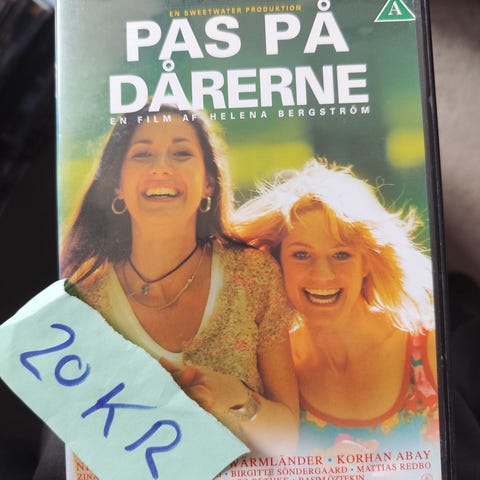 EN SWEETWATER PRODUKTION
A
PAS PÅ
DÅRERNE
EN FILM AF HELENA BERGSTRÖM
20 KR
WÄRMLÄNDER • KORHAN ABAY
BIRGITTE SÖNDERGAARD • MATTIAS REDBO